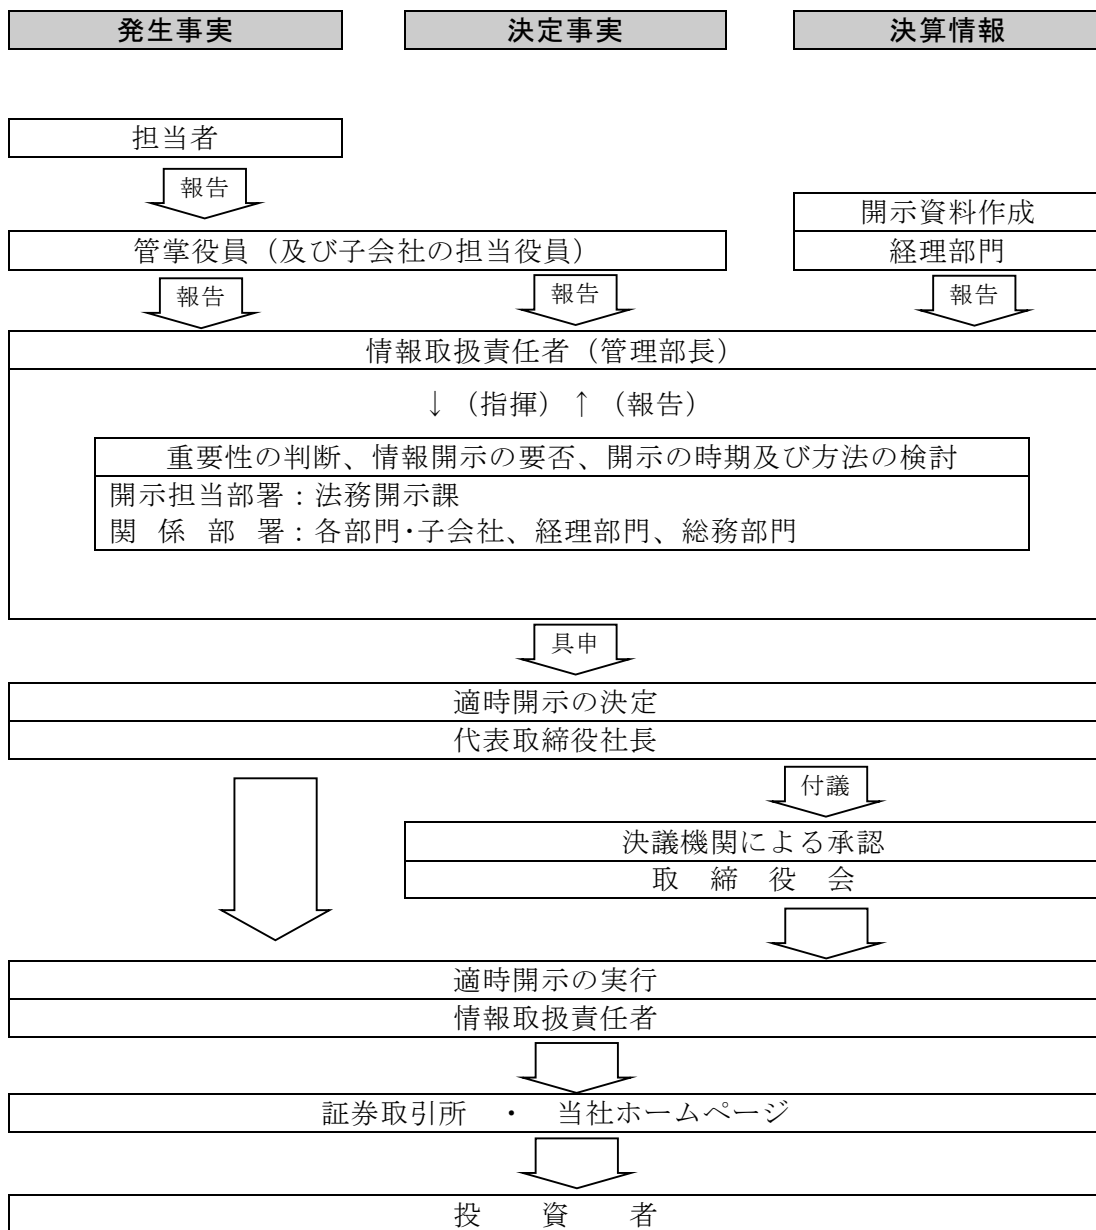 発生事実
決定事実
決算情報
担当者
報告
開示資料作成
管掌役員（及び子会社の担当役員）
経理部門
報告
報告
報告
情報取扱責任者（管理部長）
↓（指揮）↑（報告）
重要性の判断、情報開示の要否、開示の時期及び方法の検討
開示担当部署：法務開示課
関 係 部 署：各部門・子会社、経理部門、総務部門
具申
適時開示の決定
代表取締役社長
付議
決議機関による承認
取 締 役 会
適時開示の実行
情報取扱責任者
証券取引所 ・ 当社ホームページ
投 資 者